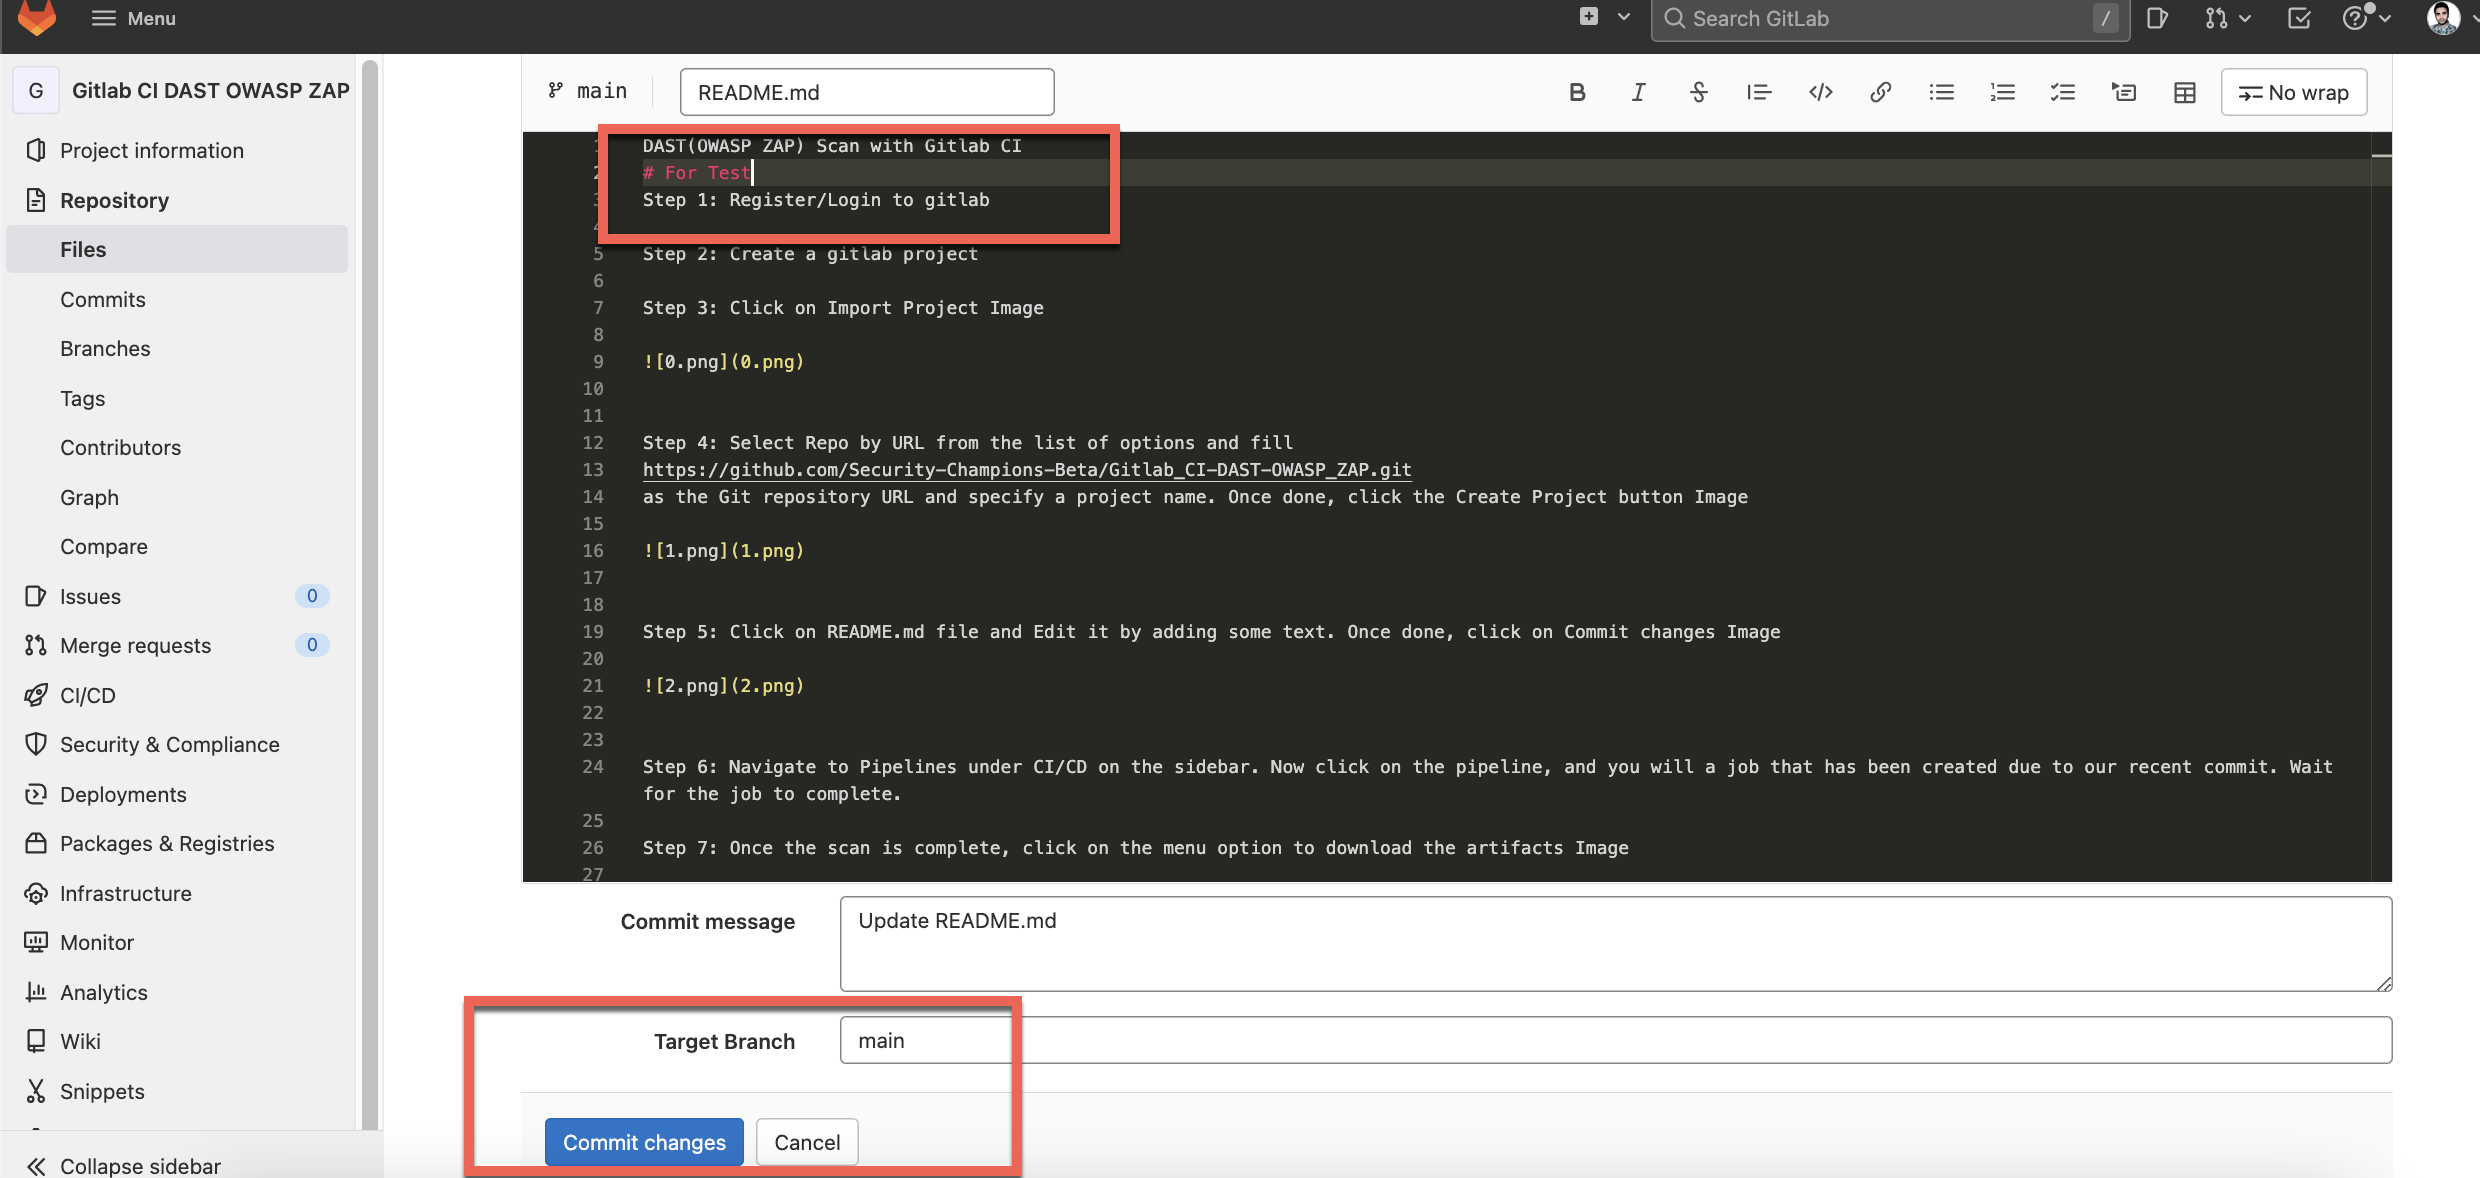 Menu
Search GitLab
/
G
Gitlab CI DAST OWASP ZAP
Project information
Repository
Files
Commits
Branches
Tags
Contributors
Graph
Compare
Issues 0
Merge requests 0
CI/CD
Security & Compliance
Deployments
Packages & Registries
Infrastructure
Monitor
Analytics
Wiki
Snippets
Collapse sidebar
main
README.md
No wrap
1 DAST(OWASP ZAP) Scan with Gitlab CI
2 # For Test
3 Step 1: Register/Login to gitlab
4
5 Step 2: Create a gitlab project
6
7 Step 3: Click on Import Project Image
8
9 ![0.png](0.png)
10
11
12 Step 4: Select Repo by URL from the list of options and fill
13 https://github.com/Security-Champions-Beta/Gitlab_CI-DAST-OWASP_ZAP.git
14 as the Git repository URL and specify a project name. Once done, click the Create Project button Image
15
16 ![1.png](1.png)
17
18
19 Step 5: Click on README.md file and Edit it by adding some text. Once done, click on Commit changes Image
20
21 ![2.png](2.png)
22
23
24 Step 6: Navigate to Pipelines under CI/CD on the sidebar. Now click on the pipeline, and you will a job that has been created due to our recent commit. Wait
for the job to complete.
25
26 Step 7: Once the scan is complete, click on the menu option to download the artifacts Image
27
Commit message
Update README.md
Target Branch
main
Commit changes
Cancel